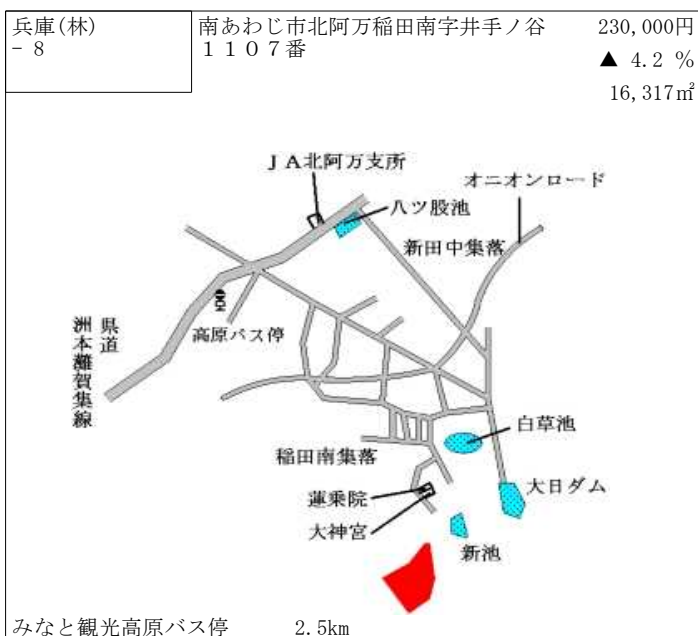 兵庫(林)
－8
南あわじ市北阿万稲田南字井手ノ谷
１１０７番
230,000円
▲ 4.2 %
16,317㎡
ＪＡ北阿万支所
オニオンロード
八ツ股池
新田中集落
県道
洲本灘賀集線
高原バス停
白草池
稲田南集落
大日ダム
蓮乗院
大神宮
新池
みなと観光高原バス停 2.5km